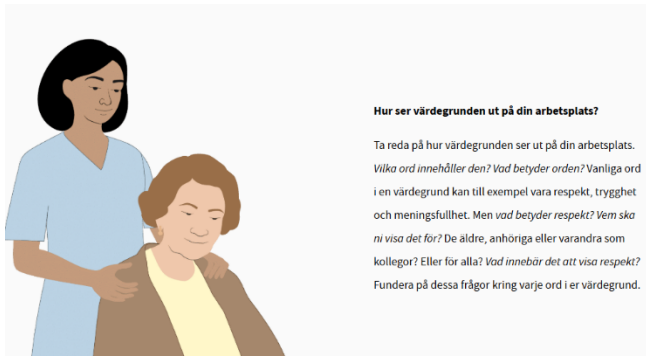 Hur ser värdegrunden ut på din arbetsplats?
Ta reda på hur värdegrunden ser ut på din arbetsplats.
Vilka ord innehåller den? Vad betyder orden? Vanliga ord
i en värdegrund kan till exempel vara respekt, trygghet
och meningsfullhet. Men vad betyder respekt? Vem ska
ni visa det för? De äldre, anhöriga eller varandra som
kollegor? Eller för alla? Vad innebär det att visa respekt?
Fundera på dessa frågor kring varje ord i er värdegrund.